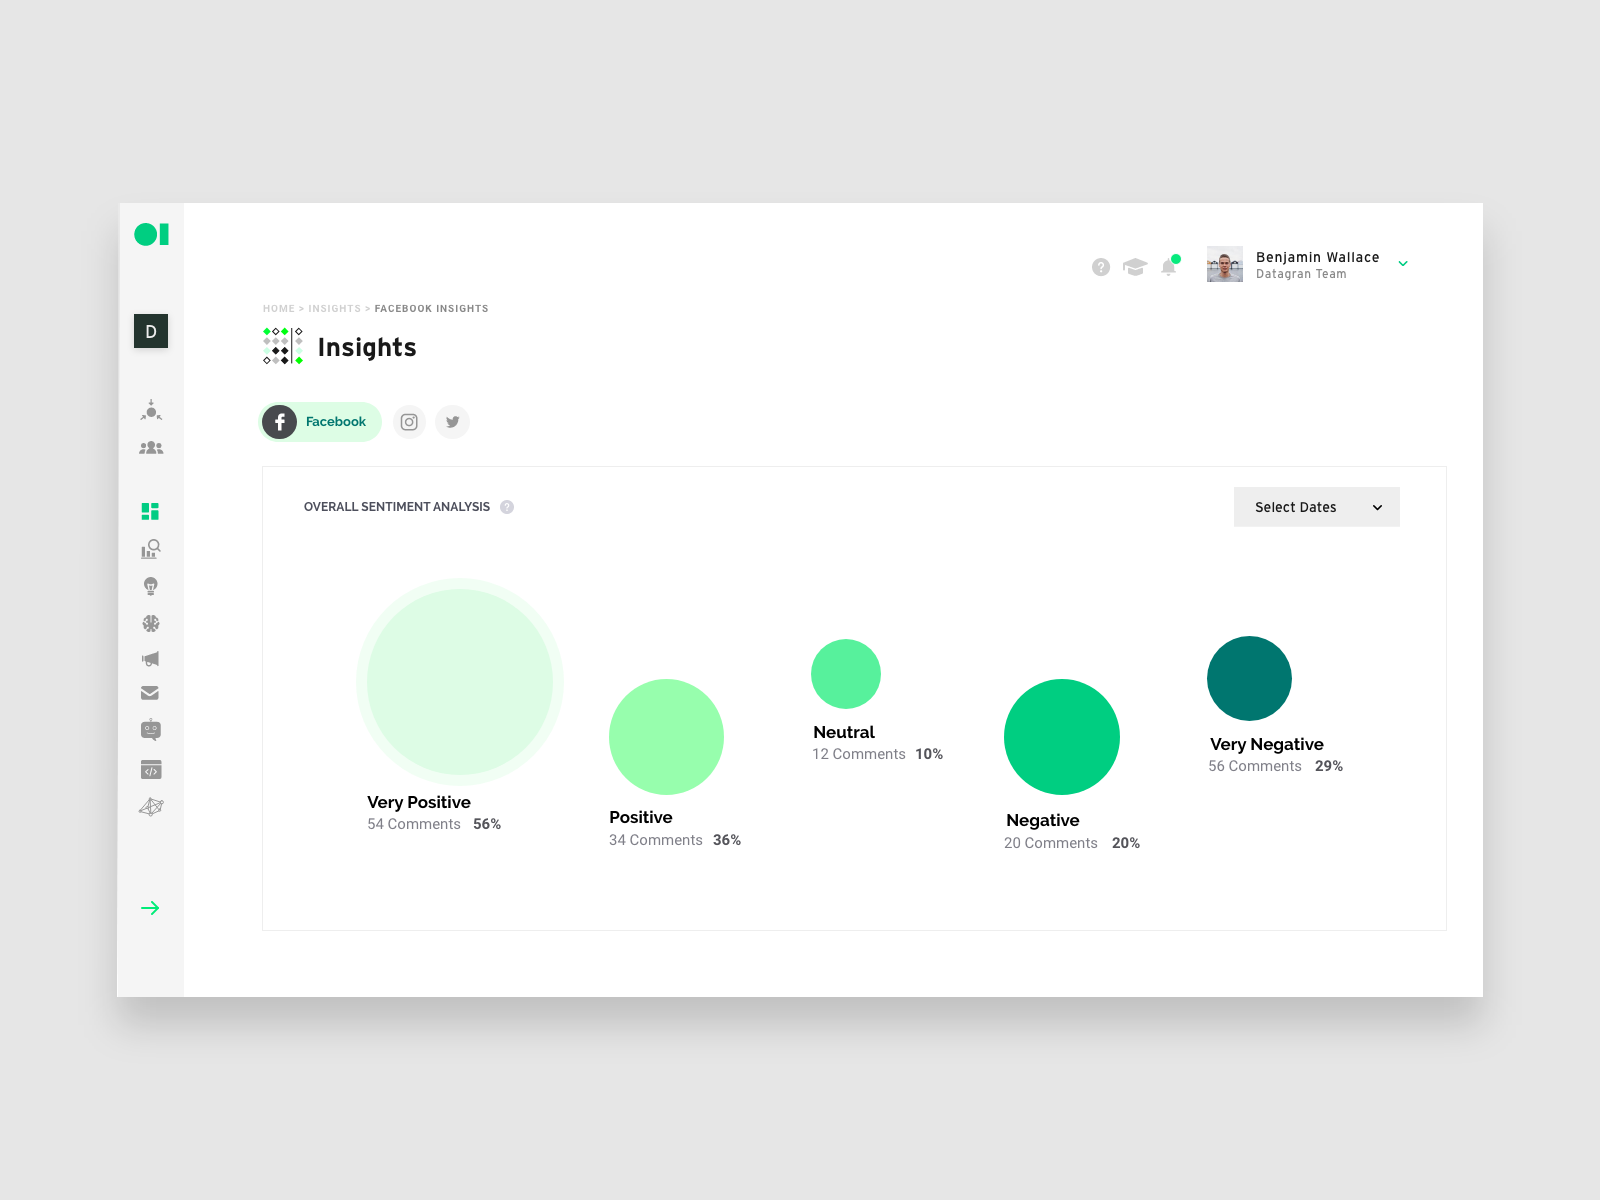 Benjamin Wallace
Datagran Team
HOME > INSIGHTS > FACEBOOK INSIGHTS
D
Insights
Facebook
OVERALL SENTIMENT ANALYSIS ?
Select Dates
Very Positive
54 Comments 56%
Positive
34 Comments 36%
Neutral
12 Comments 10%
Negative
20 Comments 20%
Very Negative
56 Comments 29%